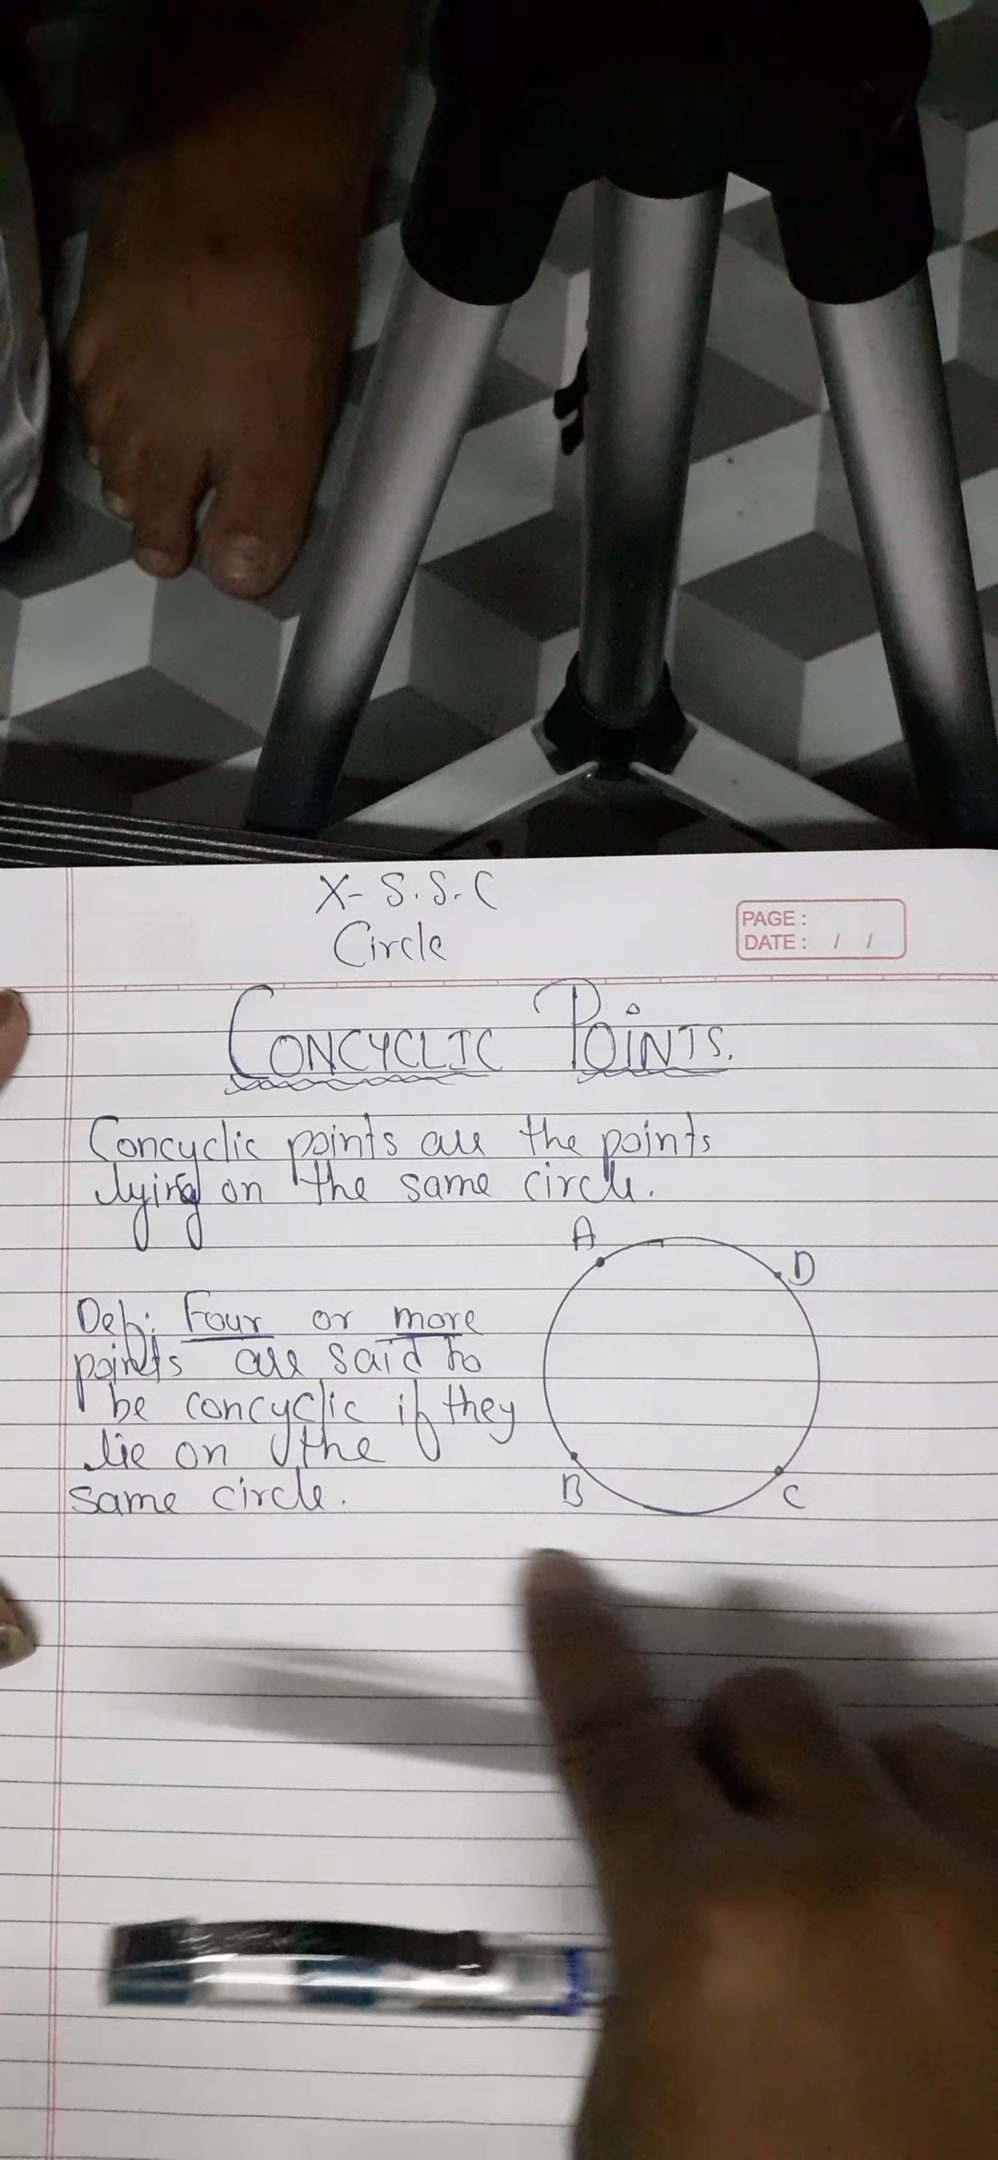 X- S.S.C
Circle
PAGE :
DATE : / /
CONCYCLIC POINTS.
Concyclic points are the points
lying on the same circle.
A
D
Def: Four or more
points are said to
be concyclic if they
lie on the
same circle.
B
C